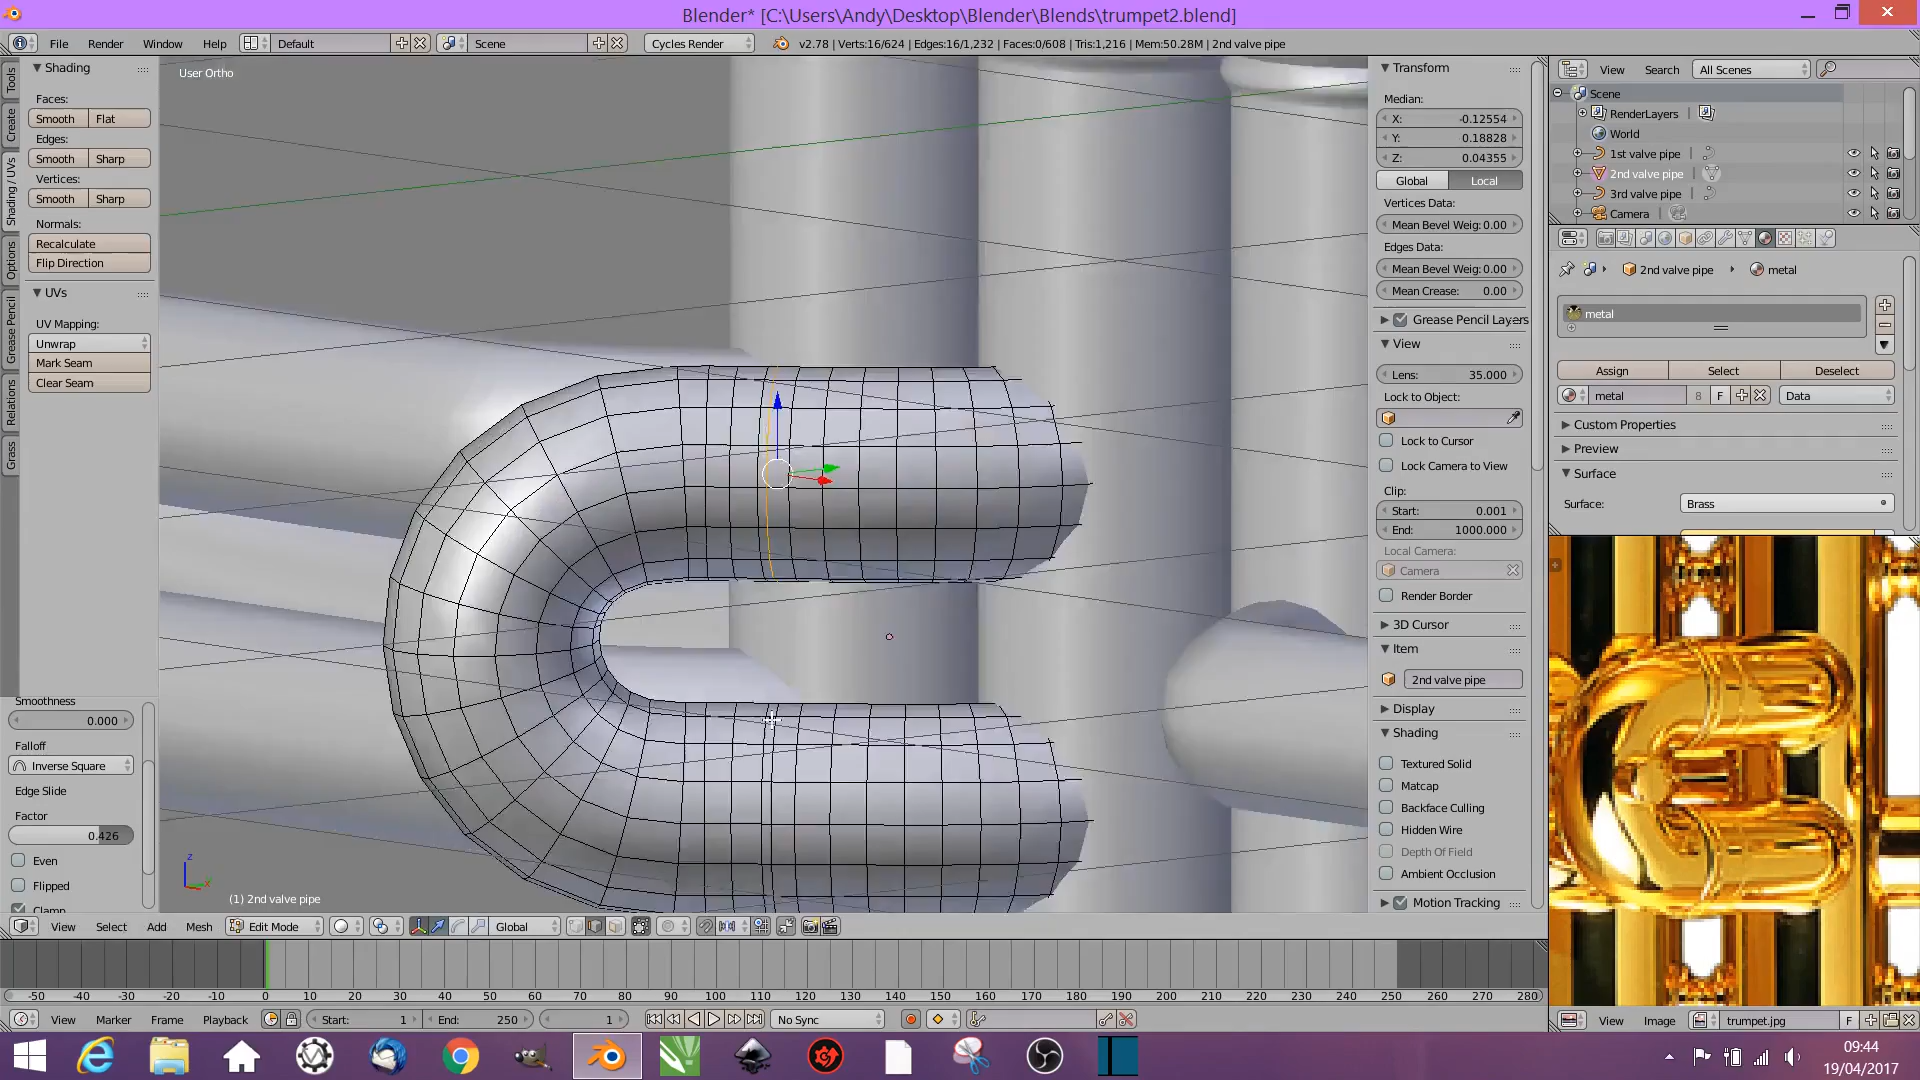 Blender* [C:\Users\Andy\Desktop\Blender\Blends\trumpet2.blend]
File Render Window Help Default Scene Cycles Render v2.78 | Verts:16/624 | Edges:16/1,232 | Faces:0/608 | Tris:1,216 | Mem:50.28M | 2nd valve pipe
Tools
Create
Shading / UVs
Options
Grease Pencil
Relations
Grass
Shading
Faces:
Smooth Flat
Edges:
Smooth Sharp
Vertices:
Smooth Sharp
Normals:
Recalculate
Flip Direction
UVs
UV Mapping:
Unwrap
Mark Seam
Clear Seam
Smoothness
0.000
Falloff
Inverse Square
Edge Slide
Factor
0.426
Even
Flipped
Clamp
User Ortho
z
(1) 2nd valve pipe
Transform
Median:
X: -0.12554
Y: 0.18828
Z: 0.04355
Global Local
Vertices Data:
Mean Bevel Weig: 0.00
Edges Data:
Mean Bevel Weig: 0.00
Mean Crease: 0.00
Grease Pencil Layers
View
Lens: 35.000
Lock to Object:
Lock to Cursor
Lock Camera to View
Clip:
Start: 0.001
End: 1000.000
Local Camera:
Camera
Render Border
3D Cursor
Item
2nd valve pipe
Display
Shading
Textured Solid
Matcap
Backface Culling
Hidden Wire
Depth Of Field
Ambient Occlusion
Motion Tracking
View Search All Scenes
Scene
RenderLayers
World
1st valve pipe
2nd valve pipe
3rd valve pipe
Camera
2nd valve pipe metal
metal
Assign Select Deselect
metal 8 F Data
Custom Properties
Preview
Surface
Surface: Brass
View Select Add Mesh Edit Mode Global
-50 -40 -30 -20 -10 0 10 20 30 40 50 60 70 80 90 100 110 120 130 140 150 160 170 180 190 200 210 220 230 240 250 260 270 280
View Marker Frame Playback Start: 1 End: 250 1 No Sync
View Image trumpet.jpg F
09:44
19/04/2017